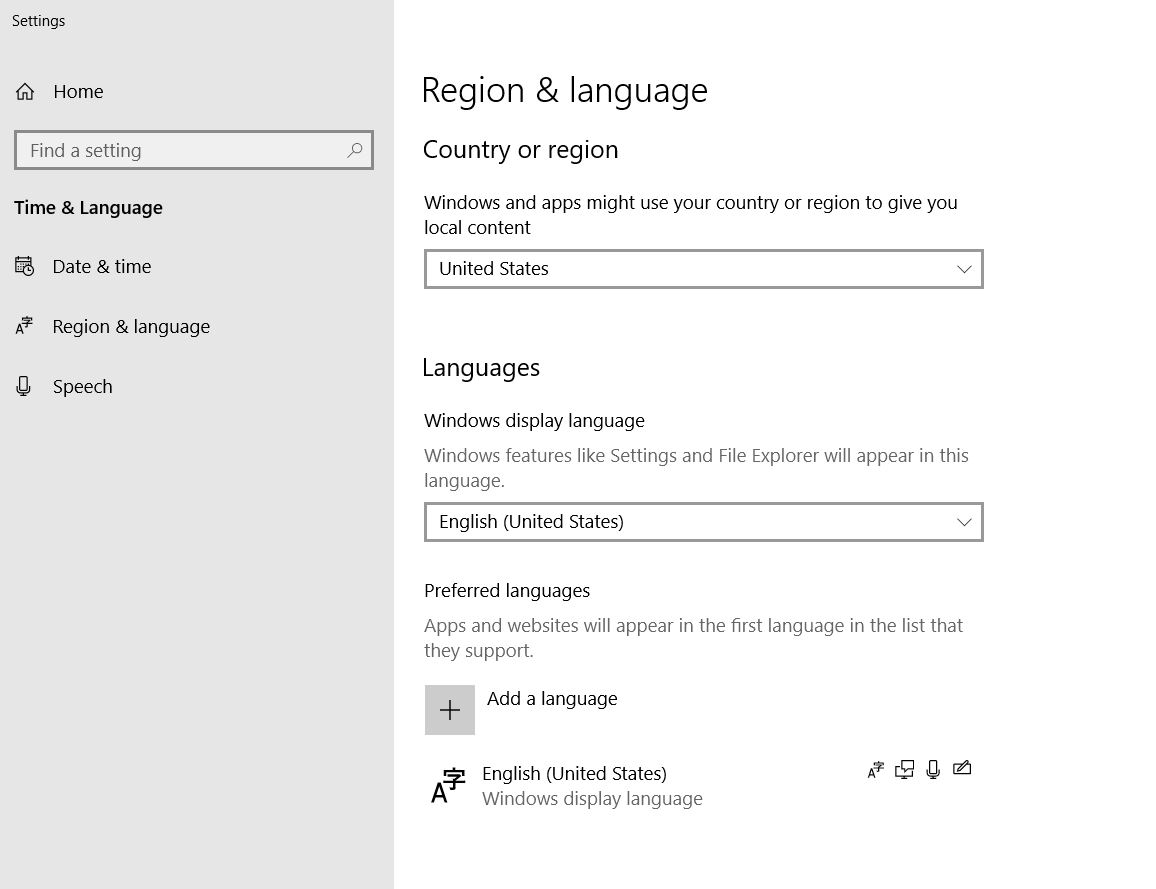 Settings
Home
Find a setting
Time & Language
Date & time
Region & language
Speech
Region & language
Country or region
Windows and apps might use your country or region to give you
local content
United States
Languages
Windows display language
Windows features like Settings and File Explorer will appear in this
language.
English (United States)
Preferred languages
Apps and websites will appear in the first language in the list that
they support.
Add a language
English (United States)
Windows display language